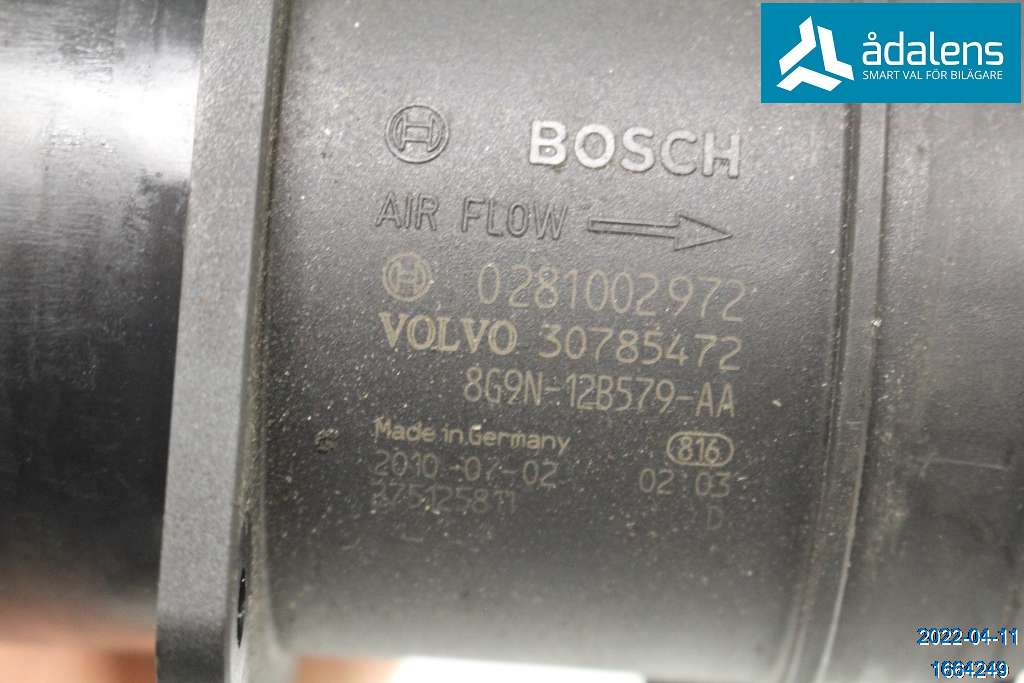 ådalens
SMART VAL FÖR BILÄGARE
BOSCH
AIR FLOW
0281002972
VOLVO 30785472
8G9N-12B579-AA
Made in Germany 816
2010-07-02 02:03
D
2022-04-11
1664249